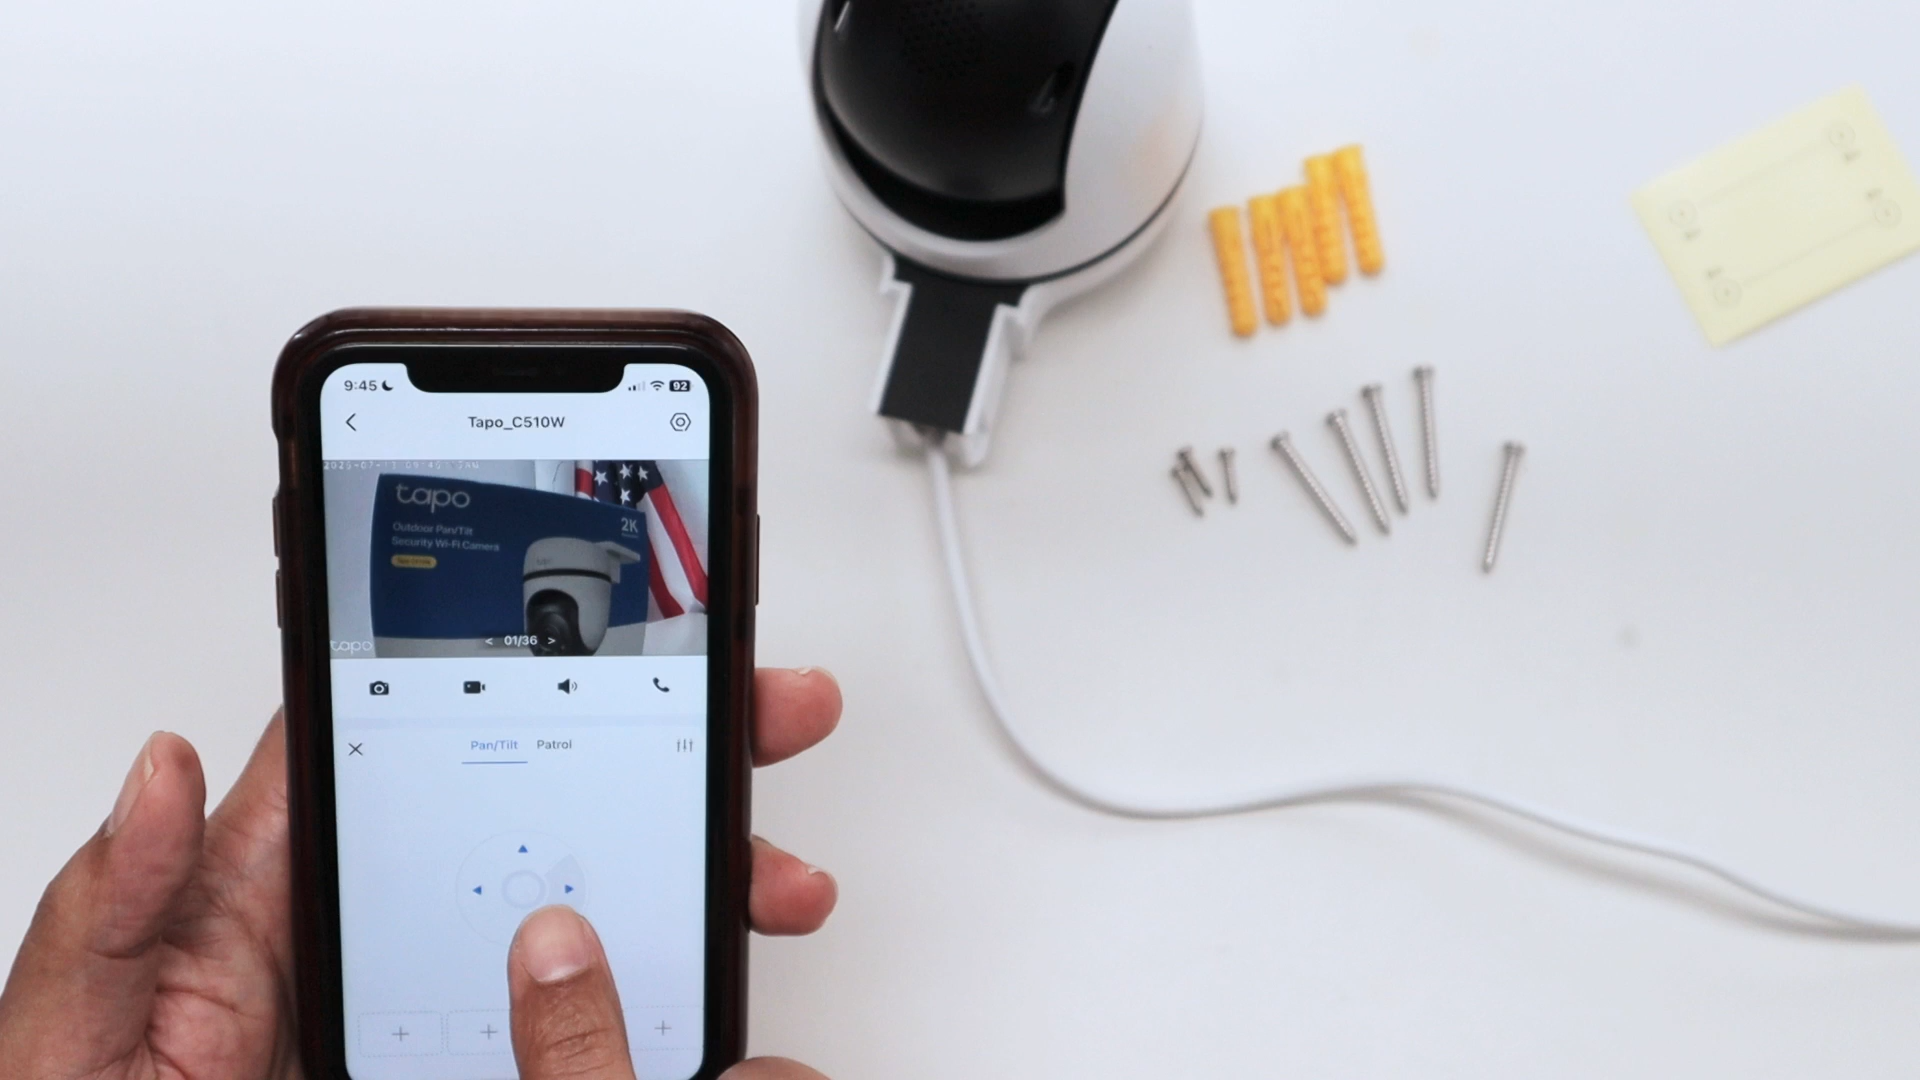 9:45
92
Tapo_C510W
tapo
2K
Outdoor Pan/Tilt
Security Wi-Fi Camera
< 01/36 >
tapo
Pan/Tilt
Patrol